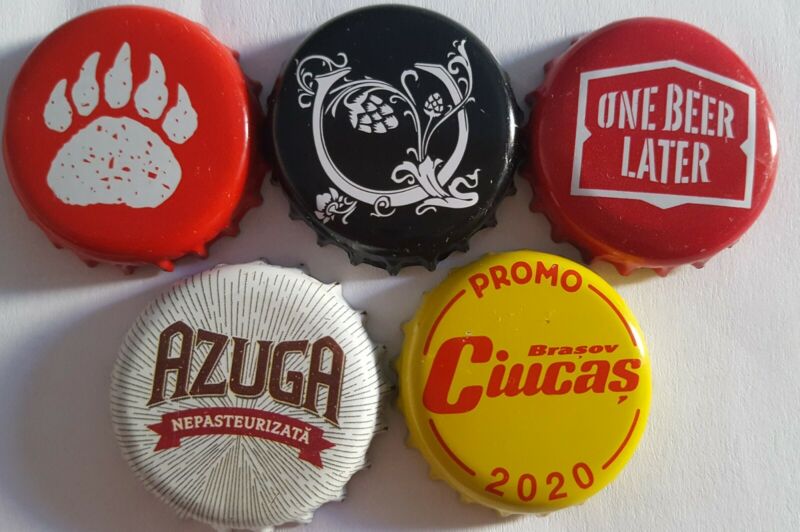 ONE BEER
LATER
AZUGA
NEPASTEURIZATĂ
PROMO
Brașov
Ciucaș
2020